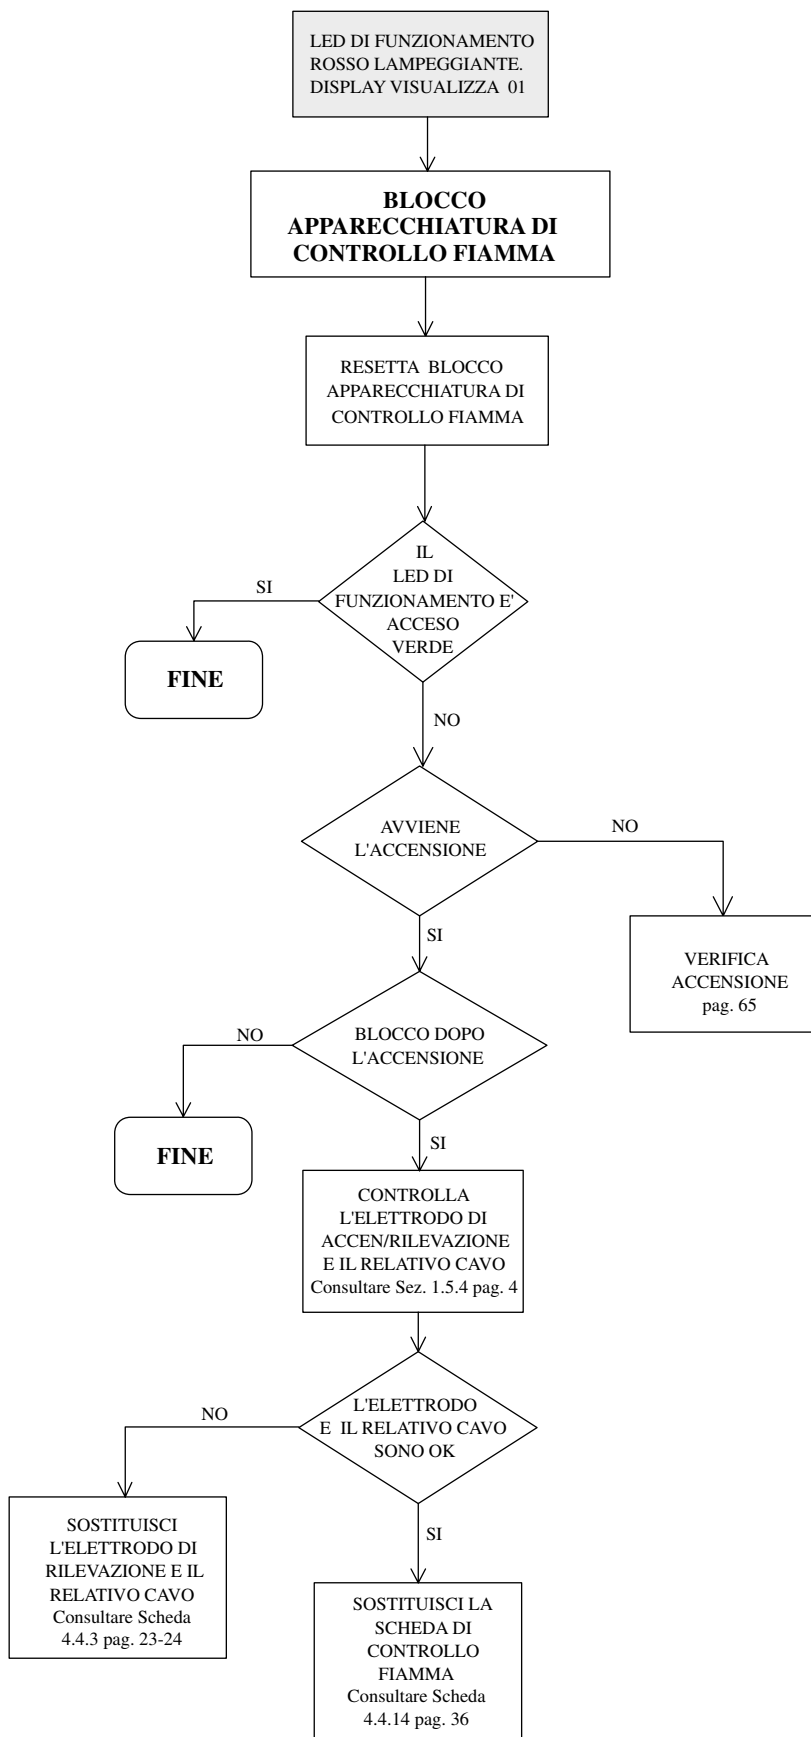 LED DI FUNZIONAMENTO
ROSSO LAMPEGGIANTE.
DISPLAY VISUALIZZA 01
BLOCCO
APPARECCHIATURA DI
CONTROLLO FIAMMA
RESETTA BLOCCO
APPARECCHIATURA DI
CONTROLLO FIAMMA
IL
LED DI
FUNZIONAMENTO E'
ACCESO
VERDE
SI
FINE
NO
AVVIENE
L'ACCENSIONE
NO
VERIFICA
ACCENSIONE
pag. 65
SI
BLOCCO DOPO
L'ACCENSIONE
NO
FINE
SI
CONTROLLA
L'ELETTRODO DI
ACCEN/RILEVAZIONE
E IL RELATIVO CAVO
Consultare Sez. 1.5.4 pag. 4
L'ELETTRODO
E IL RELATIVO CAVO
SONO OK
NO
SOSTITUISCI
L'ELETTRODO DI
RILEVAZIONE E IL
RELATIVO CAVO
Consultare Scheda
4.4.3 pag. 23-24
SI
SOSTITUISCI LA
SCHEDA DI
CONTROLLO
FIAMMA
Consultare Scheda
4.4.14 pag. 36